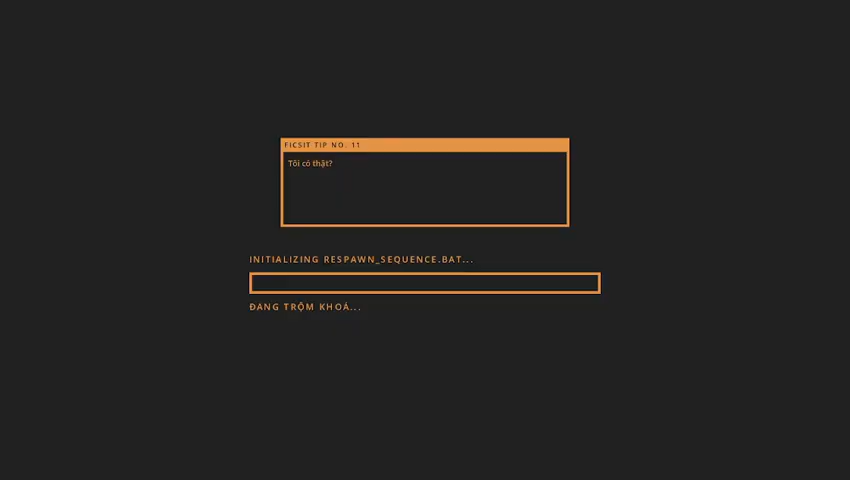 FICSIT TIP NO. 11
Tôi có thật?
INITIALIZING RESPAWN_SEQUENCE.BAT...
ĐANG TRỘM KHOÁ...